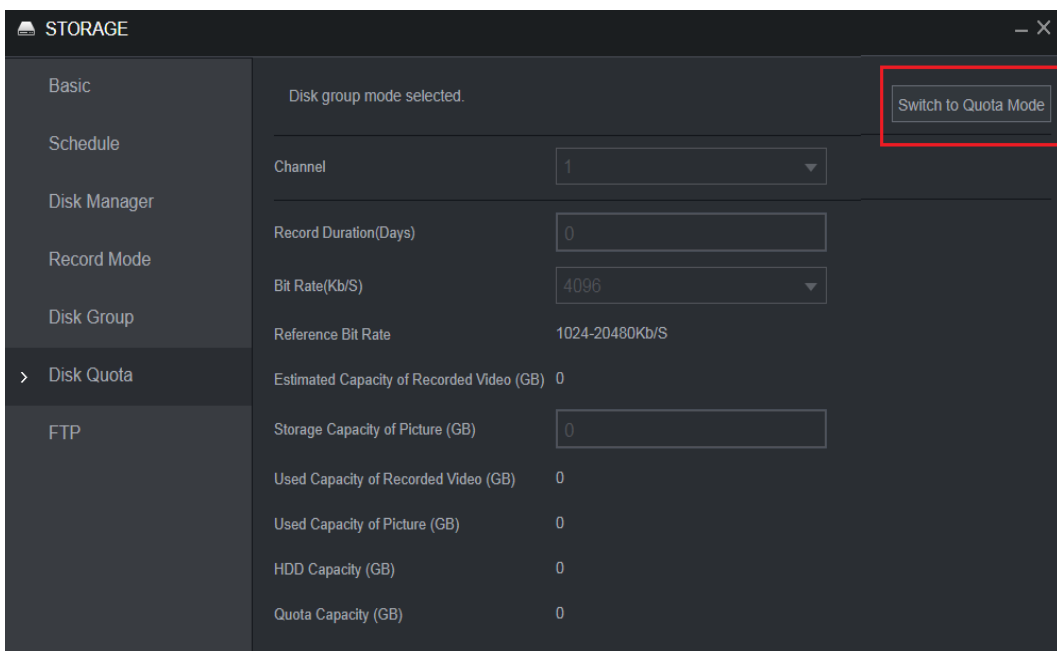 STORAGE
Basic
Schedule
Disk Manager
Record Mode
Disk Group
Disk Quota
FTP
Disk group mode selected.
Switch to Quota Mode
Channel 1
Record Duration(Days) 0
Bit Rate(Kb/S) 4096
Reference Bit Rate 1024-20480Kb/S
Estimated Capacity of Recorded Video (GB) 0
Storage Capacity of Picture (GB) 0
Used Capacity of Recorded Video (GB) 0
Used Capacity of Picture (GB) 0
HDD Capacity (GB) 0
Quota Capacity (GB) 0